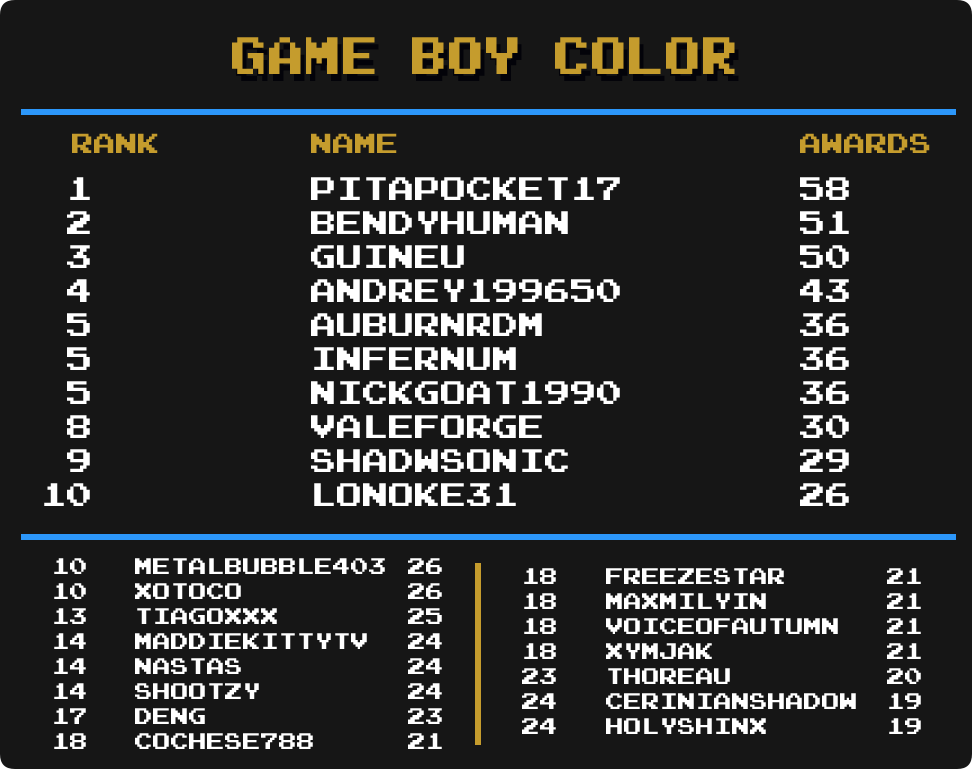 GAME BOY COLOR
RANK NAME AWARDS
1 PITAPOCKET17 58
2 BENDYHUMAN 51
3 GUINEU 50
4 ANDREY199650 43
5 AUBURNRDM 36
5 INFERNUM 36
5 NICKGOAT1990 36
8 VALEFORGE 30
9 SHADWSONIC 29
10 LONOKE31 26
10 METALBUBBLE403 26
10 XOTOCO 26
13 TIAGOXXX 25
14 MADDIEKITTYTV 24
14 NASTAS 24
14 SHOOTZY 24
17 DENG 23
18 COCHESE788 21
18 FREEZESTAR 21
18 MAXMILYIN 21
18 VOICEOFAUTUMN 21
18 XYMJAK 21
23 THOREAU 20
24 CERINIANSHADOW 19
24 HOLYSHINX 19